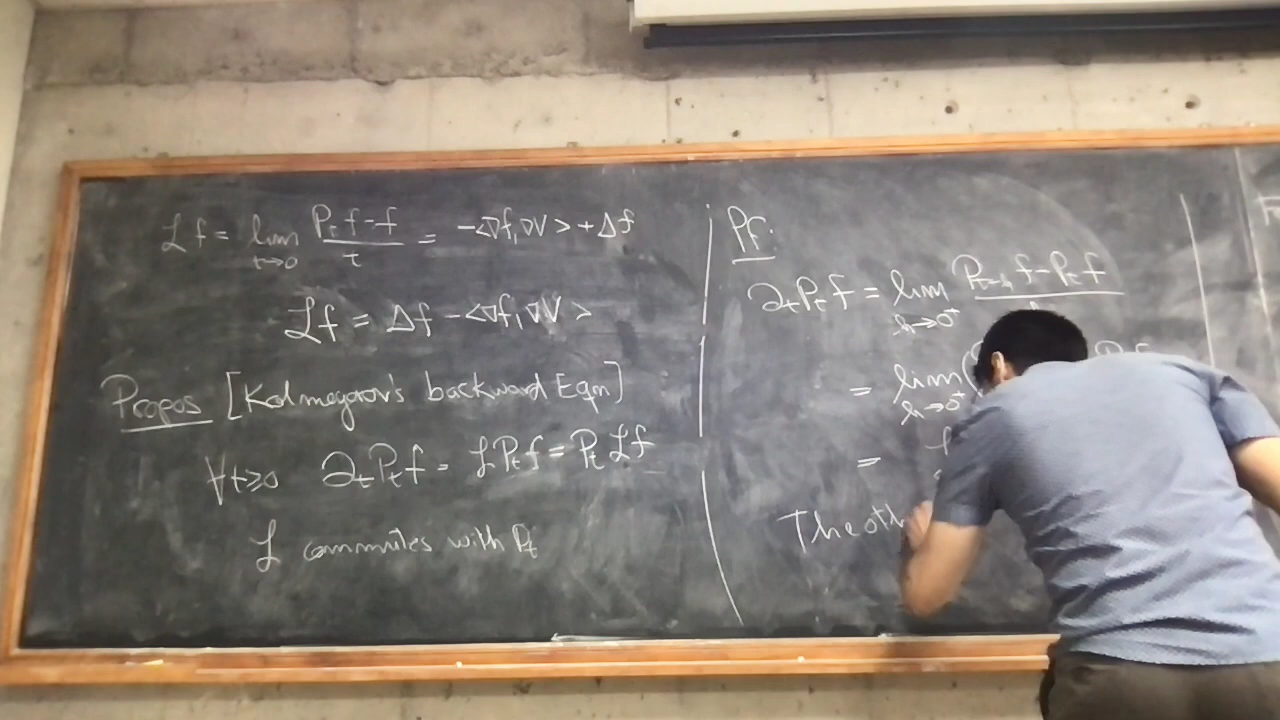 ℒf = lim_{t→0} (P_t f - f)/t = -<∇f, ∇V> + Δf
ℒf = Δf - <∇f, ∇V>
Propos [Kolmogorov's backward Eqn]
∀t≥0 ∂_t P_t f = ℒP_t f = P_t ℒf
ℒ commutes with P_t
Pf:
∂_t P_t f = lim_{h→0⁺} P_{t+h} f - P_t f
= lim_{h→0⁺} (
=
The oth